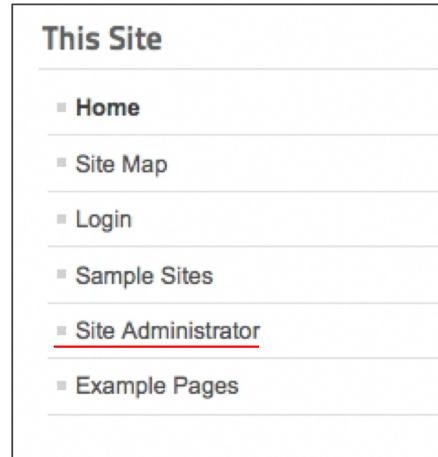 This Site
Home
Site Map
Login
Sample Sites
Site Administrator
Example Pages